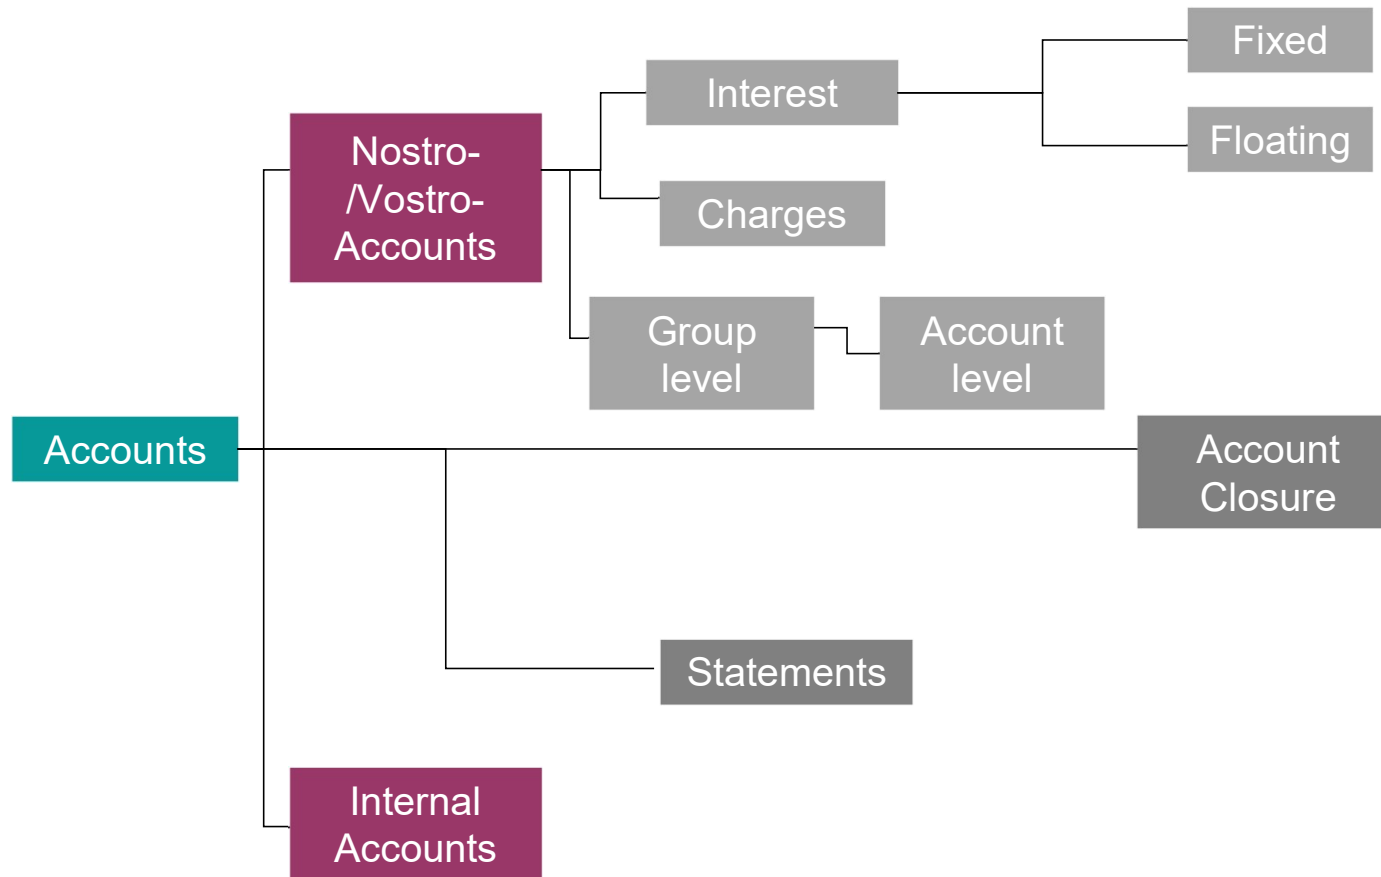 Fixed
Interest
Floating
Nostro-
/Vostro-
Accounts
Charges
Group
level
Account
level
Accounts
Account
Closure
Statements
Internal
Accounts